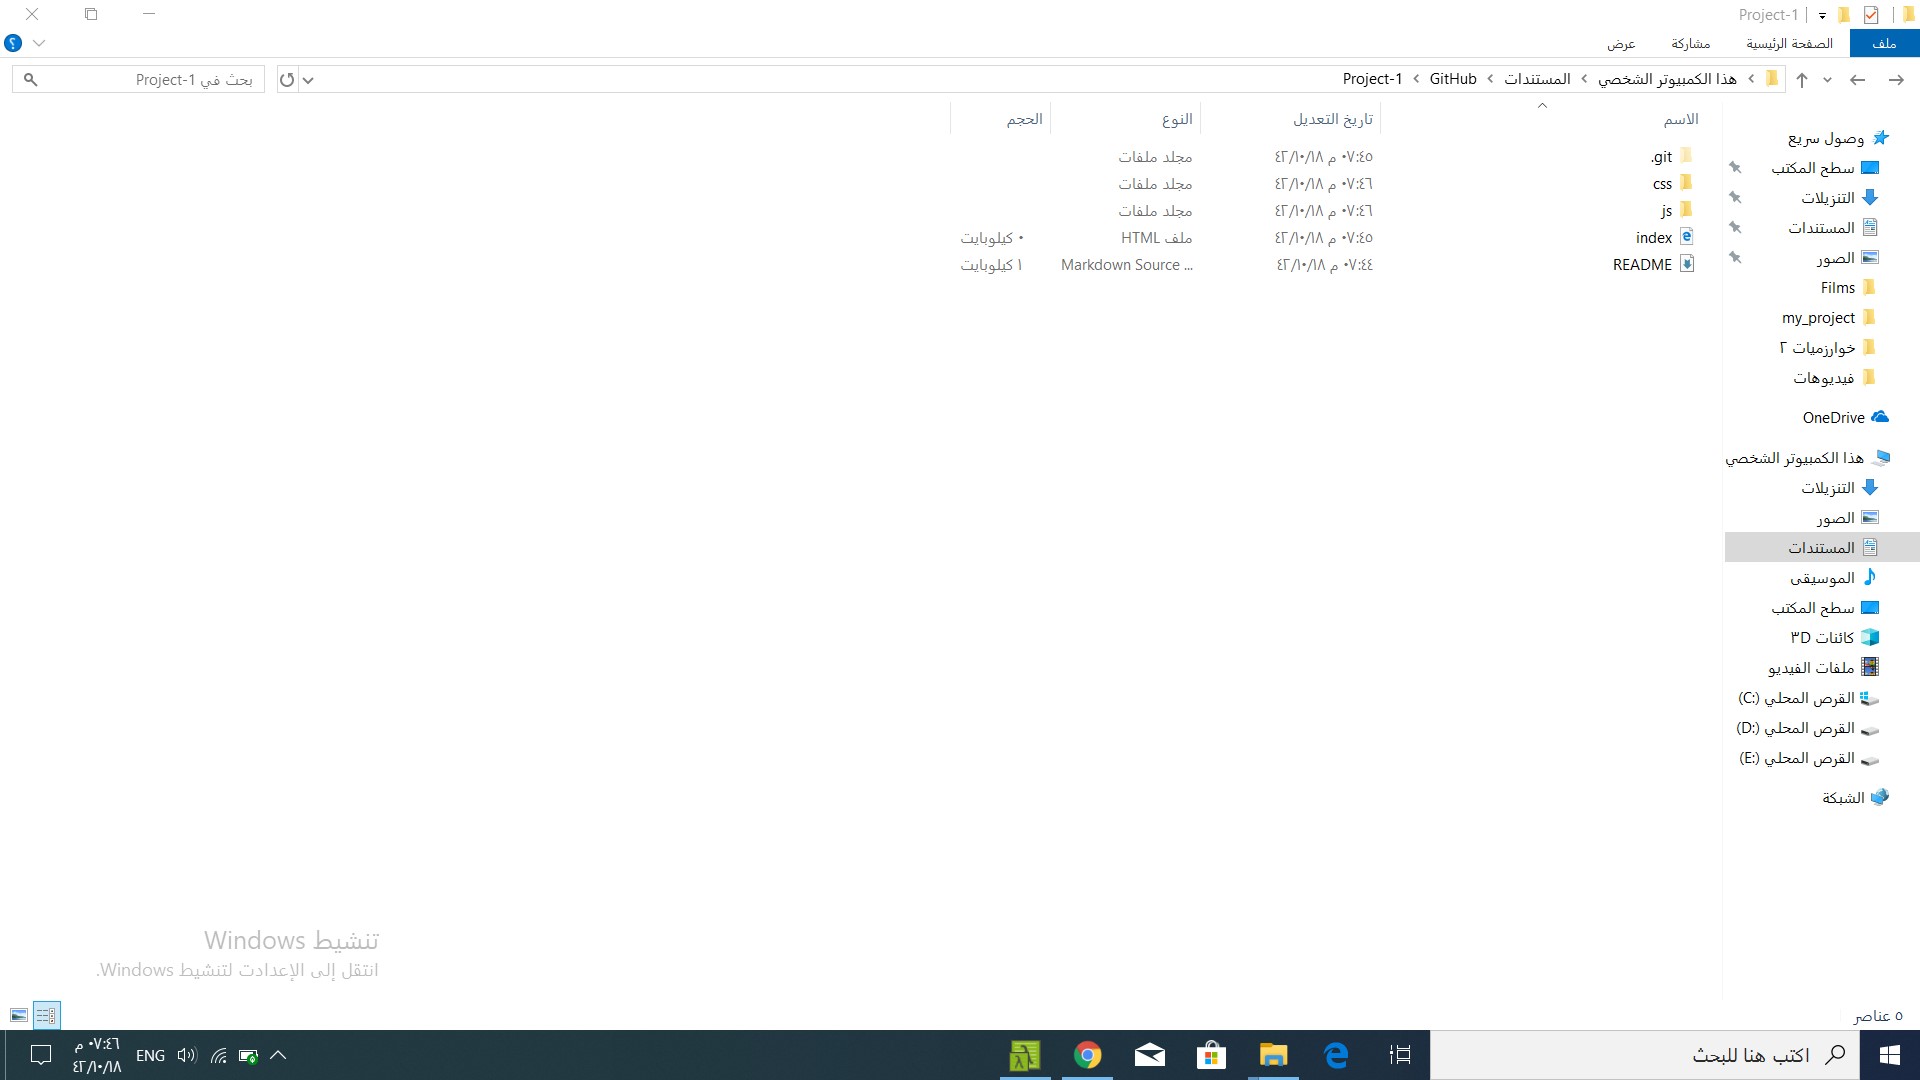 Project-1
ملف
الصفحة الرئيسية
مشاركة
عرض
هذا الكمبيوتر الشخصي
المستندات
GitHub
Project-1
بحث في Project-1
الاسم
تاريخ التعديل
النوع
الحجم
.git
٠٧:٤٥ م ٤٢/١٠/١٨
مجلد ملفات
css
٠٧:٤٦ م ٤٢/١٠/١٨
مجلد ملفات
js
٠٧:٤٦ م ٤٢/١٠/١٨
مجلد ملفات
index
٠٧:٤٥ م ٤٢/١٠/١٨
ملف HTML
٠ كيلوبايت
README
٠٧:٤٤ م ٤٢/١٠/١٨
Markdown Source ...
١ كيلوبايت
وصول سريع
سطح المكتب
التنزيلات
المستندات
الصور
Films
my_project
خوارزميات ٢
فيديوهات
OneDrive
هذا الكمبيوتر الشخصي
التنزيلات
الصور
المستندات
الموسيقى
سطح المكتب
كائنات ٣D
ملفات الفيديو
القرص المحلي (C:)
القرص المحلي (D:)
القرص المحلي (E:)
الشبكة
تنشيط Windows
انتقل إلى الإعدادات لتنشيط Windows.
٥ عناصر
اكتب هنا للبحث
ENG
٠٧:٤٦ م
٤٢/١٠/١٨